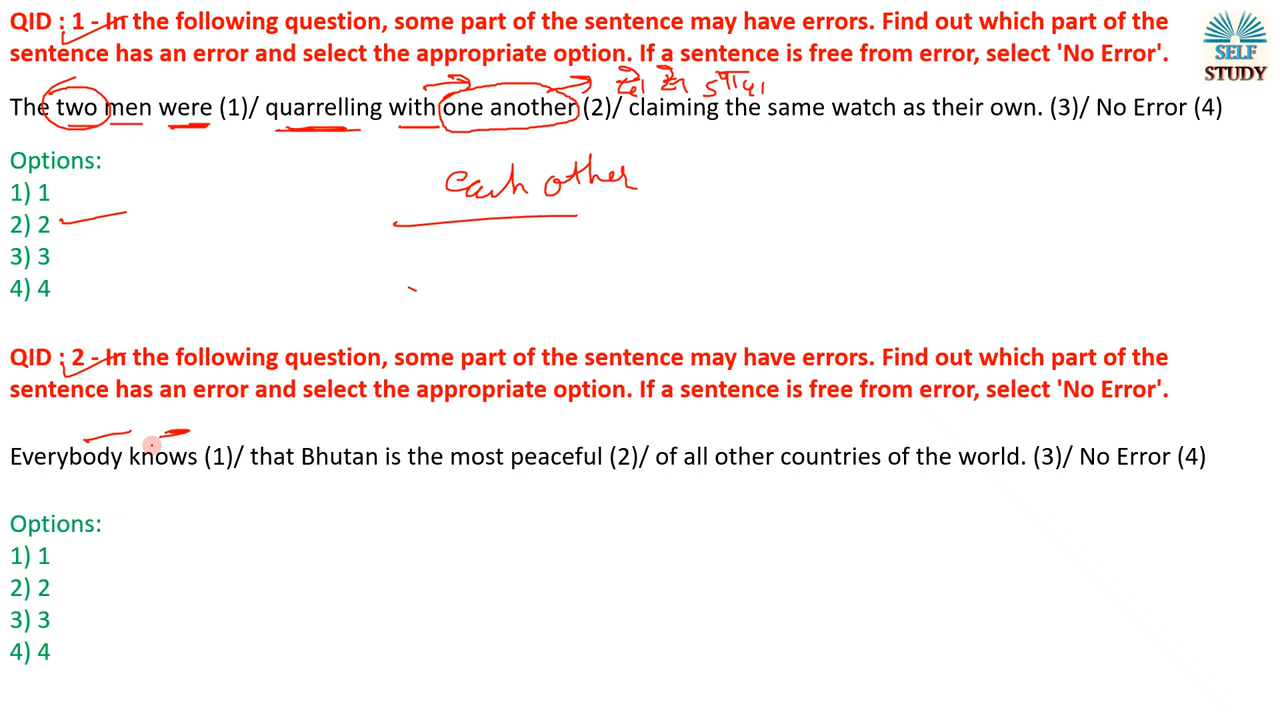 QID : 1 - In the following question, some part of the sentence may have errors. Find out which part of the
sentence has an error and select the appropriate option. If a sentence is free from error, select 'No Error'.
SELF
STUDY
The two men were (1)/ quarrelling with one another (2)/ claiming the same watch as their own. (3)/ No Error (4)
Options:
each other
1) 1
2) 2
3) 3
4) 4
QID : 2 - In the following question, some part of the sentence may have errors. Find out which part of the
sentence has an error and select the appropriate option. If a sentence is free from error, select 'No Error'.
Everybody knows (1)/ that Bhutan is the most peaceful (2)/ of all other countries of the world. (3)/ No Error (4)
Options:
1) 1
2) 2
3) 3
4) 4